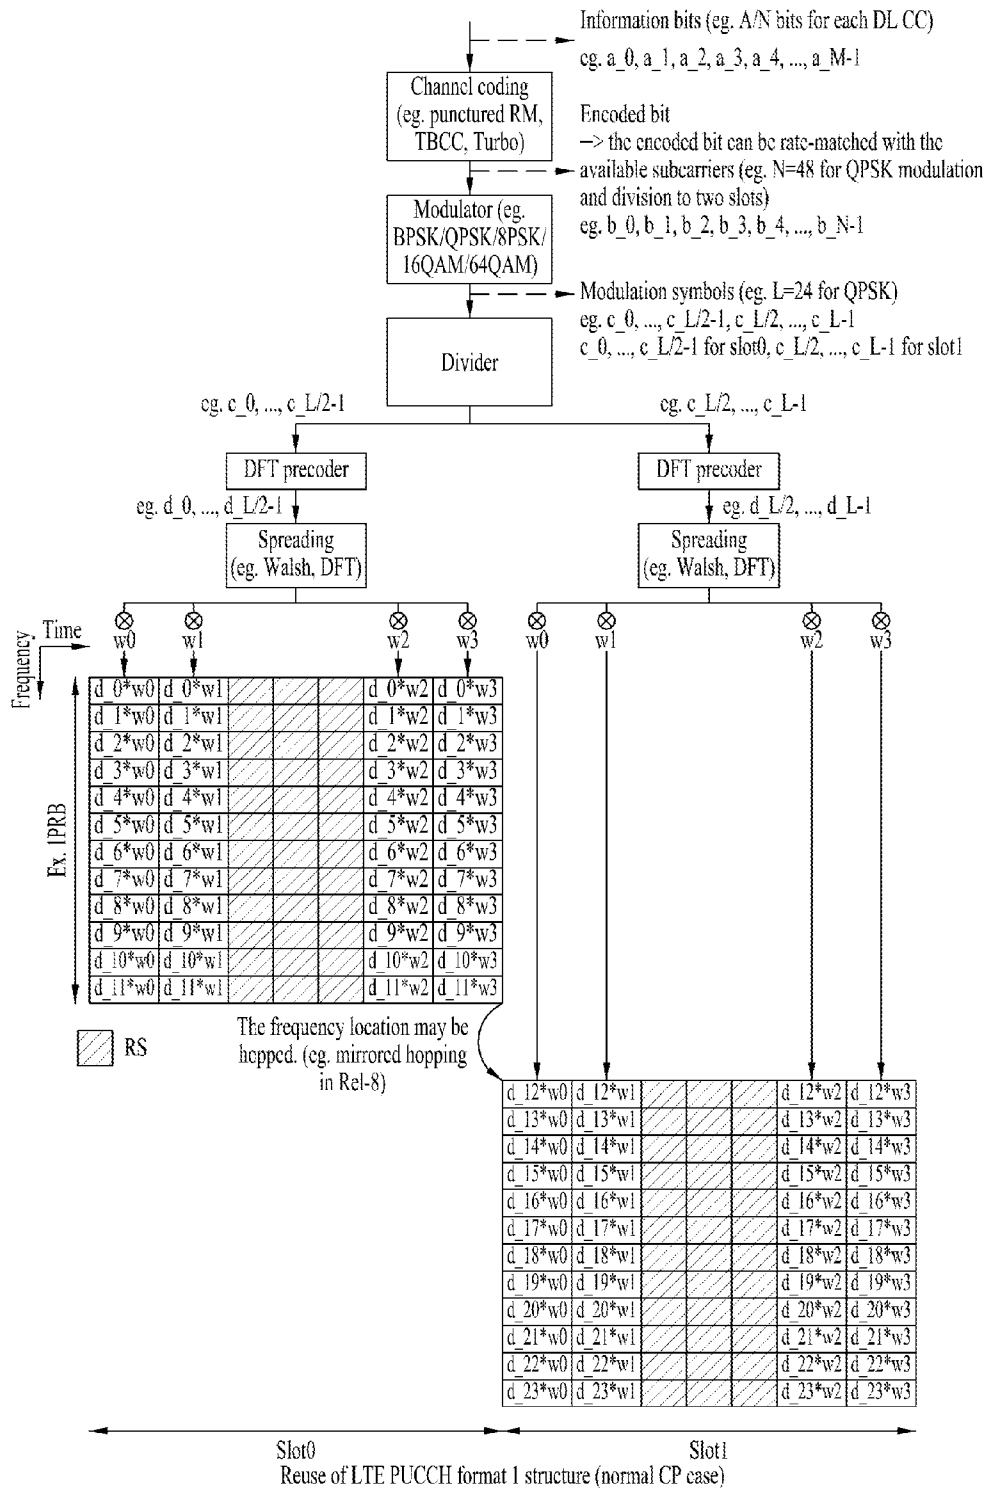 Information bits (eg. A/N bits for each DL CC)
eg. a_0, a_1, a_2, a_3, a_4, ..., a_M-1
Channel coding
(eg. punctured RM,
TBCC, Turbo)
Encoded bit
–> the encoded bit can be rate-matched with the
available subcarriers (eg. N=48 for QPSK modulation
and division to two slots)
eg. b_0, b_1, b_2, b_3, b_4, ..., b_N-1
Modulator (eg.
BPSK/QPSK/8PSK/
16QAM/64QAM)
Modulation symbols (eg. L=24 for QPSK)
eg. c_0, ..., c_L/2-1, c_L/2, ..., c_L-1
c_0, ..., c_L/2-1 for slot0, c_L/2, ..., c_L-1 for slot1
Divider
eg. c_0, ..., c_L/2-1
eg. c_L/2, ..., c_L-1
DFT precoder
DFT precoder
eg. d_0, ..., d_L/2-1
eg. d_L/2, ..., d_L-1
Spreading
(eg. Walsh, DFT)
Spreading
(eg. Walsh, DFT)
Frequency
Time
w0 w1 w2 w3 w0 w1 w2 w3
d_0*w0 d_0*w1 d_0*w2 d_0*w3
d_1*w0 d_1*w1 d_1*w2 d_1*w3
d_2*w0 d_2*w1 d_2*w2 d_2*w3
d_3*w0 d_3*w1 d_3*w2 d_3*w3
d_4*w0 d_4*w1 d_4*w2 d_4*w3
d_5*w0 d_5*w1 d_5*w2 d_5*w3
d_6*w0 d_6*w1 d_6*w2 d_6*w3
d_7*w0 d_7*w1 d_7*w2 d_7*w3
d_8*w0 d_8*w1 d_8*w2 d_8*w3
d_9*w0 d_9*w1 d_9*w2 d_9*w3
d_10*w0 d_10*w1 d_10*w2 d_10*w3
d_11*w0 d_11*w1 d_11*w2 d_11*w3
Ex. 1PRB
RS
The frequency location may be
hopped. (eg. mirrored hopping
in Rel-8)
d_12*w0 d_12*w1 d_12*w2 d_12*w3
d_13*w0 d_13*w1 d_13*w2 d_13*w3
d_14*w0 d_14*w1 d_14*w2 d_14*w3
d_15*w0 d_15*w1 d_15*w2 d_15*w3
d_16*w0 d_16*w1 d_16*w2 d_16*w3
d_17*w0 d_17*w1 d_17*w2 d_17*w3
d_18*w0 d_18*w1 d_18*w2 d_18*w3
d_19*w0 d_19*w1 d_19*w2 d_19*w3
d_20*w0 d_20*w1 d_20*w2 d_20*w3
d_21*w0 d_21*w1 d_21*w2 d_21*w3
d_22*w0 d_22*w1 d_22*w2 d_22*w3
d_23*w0 d_23*w1 d_23*w2 d_23*w3
Slot0 Slot1
Reuse of LTE PUCCH format 1 structure (normal CP case)